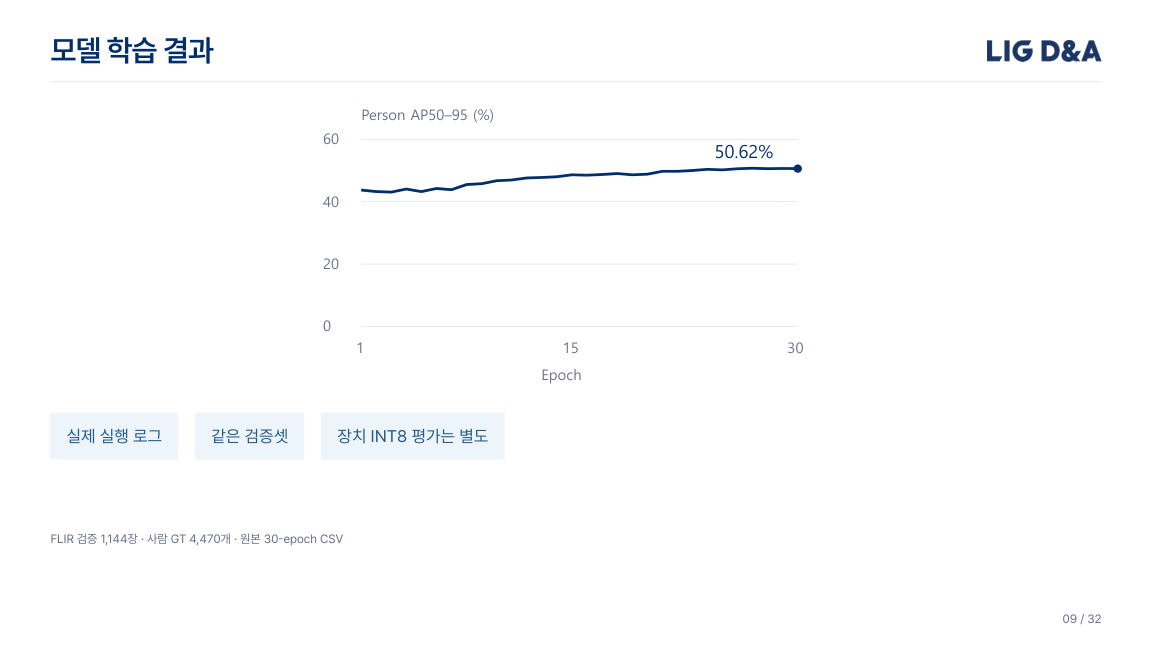 모델 학습 결과
LIG D&A
Person AP50–95 (%)
60
50.62%
40
20
0
1
15
30
Epoch
실제 실행 로그
같은 검증셋
장치 INT8 평가는 별도
FLIR 검증 1,144장 · 사람 GT 4,470개 · 원본 30-epoch CSV
09 / 32